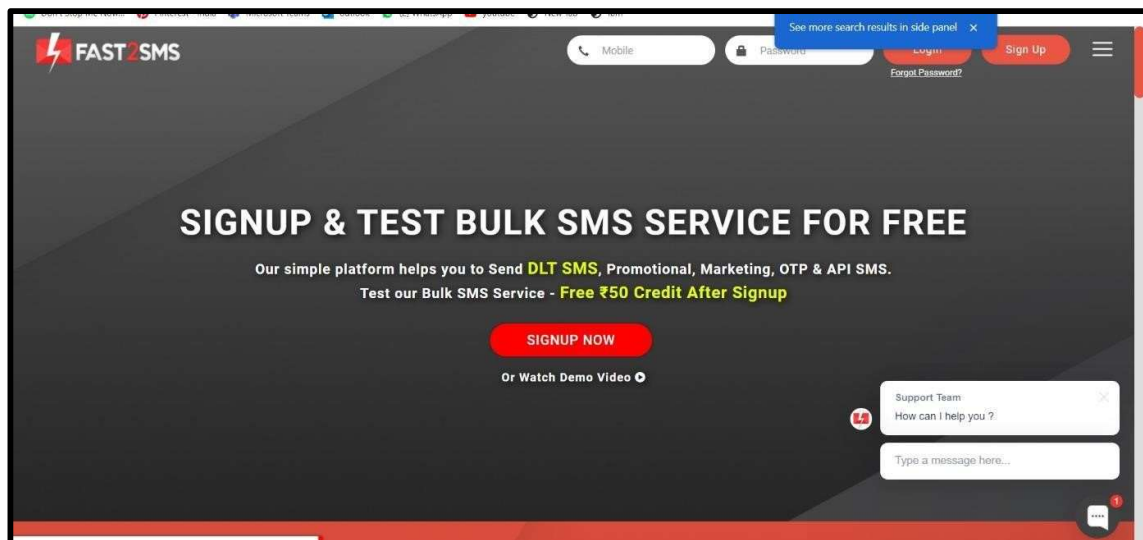 See more search results in side panel ×
FAST2SMS
Mobile
Password
Login
Sign Up
Forgot Password?
SIGNUP & TEST BULK SMS SERVICE FOR FREE
Our simple platform helps you to Send DLT SMS, Promotional, Marketing, OTP & API SMS.
Test our Bulk SMS Service - Free ₹50 Credit After Signup
SIGNUP NOW
Or Watch Demo Video
Support Team
How can I help you ?
Type a message here...
1